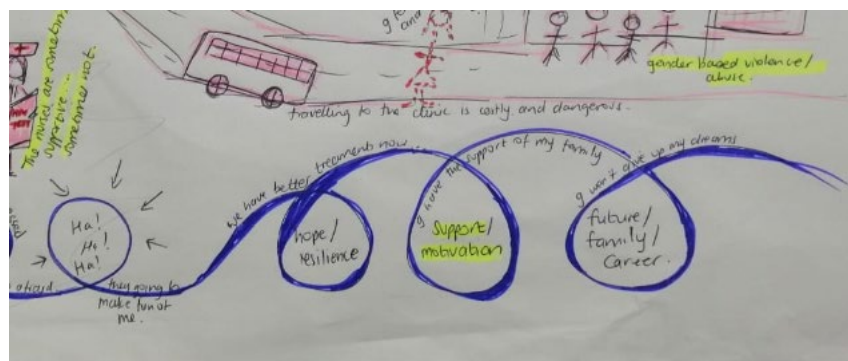 The nurses are sometimes
supportive...
sometimes not.
and
gender based violence/
abuse.
travelling to the clinic is costly and dangerous.
afraid.
Ha!
Ha!
Ha!
they going to
make fun of
me.
we have better treatments now...
hope/
resilience
I have the support of my family
support/
motivation
I won't give up my dreams
future/
family/
career.